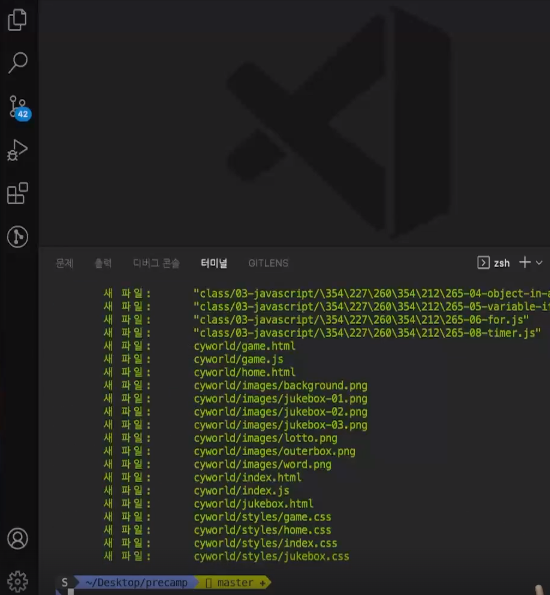 42
문제 출력 디버그 콘솔 터미널 GITLENS zsh
새 파일: "class/03-javascript/\354\227\260\354\212\265-04-object-in-a
새 파일: "class/03-javascript/\354\227\260\354\212\265-05-variable-it
새 파일: "class/03-javascript/\354\227\260\354\212\265-06-for.js"
새 파일: "class/03-javascript/\354\227\260\354\212\265-08-timer.js"
새 파일: cyworld/game.html
새 파일: cyworld/game.js
새 파일: cyworld/home.html
새 파일: cyworld/images/background.png
새 파일: cyworld/images/jukebox-01.png
새 파일: cyworld/images/jukebox-02.png
새 파일: cyworld/images/jukebox-03.png
새 파일: cyworld/images/lotto.png
새 파일: cyworld/images/outerbox.png
새 파일: cyworld/images/word.png
새 파일: cyworld/index.html
새 파일: cyworld/index.js
새 파일: cyworld/jukebox.html
새 파일: cyworld/styles/game.css
새 파일: cyworld/styles/home.css
새 파일: cyworld/styles/index.css
새 파일: cyworld/styles/jukebox.css
S ~/Desktop/precamp master +